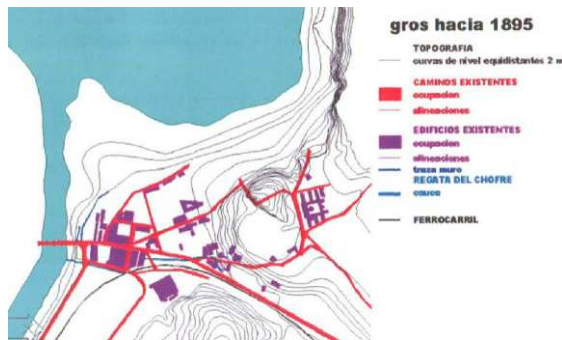 gros hacia 1895
TOPOGRAFIA
curvas de nivel equidistantes 2 m
CAMINOS EXISTENTES
ocupacion
alineaciones
EDIFICIOS EXISTENTES
ocupacion
alineaciones
traza muro
REGATA DEL CHOFRE
cauce
FERROCARRIL